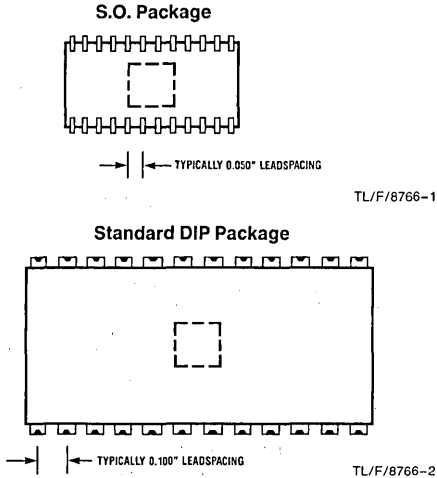 S.O. Package
TYPICALLY 0.050" LEADSPACING
TL/F/8766-1
Standard DIP Package
TYPICALLY 0.100" LEADSPACING
TL/F/8766-2